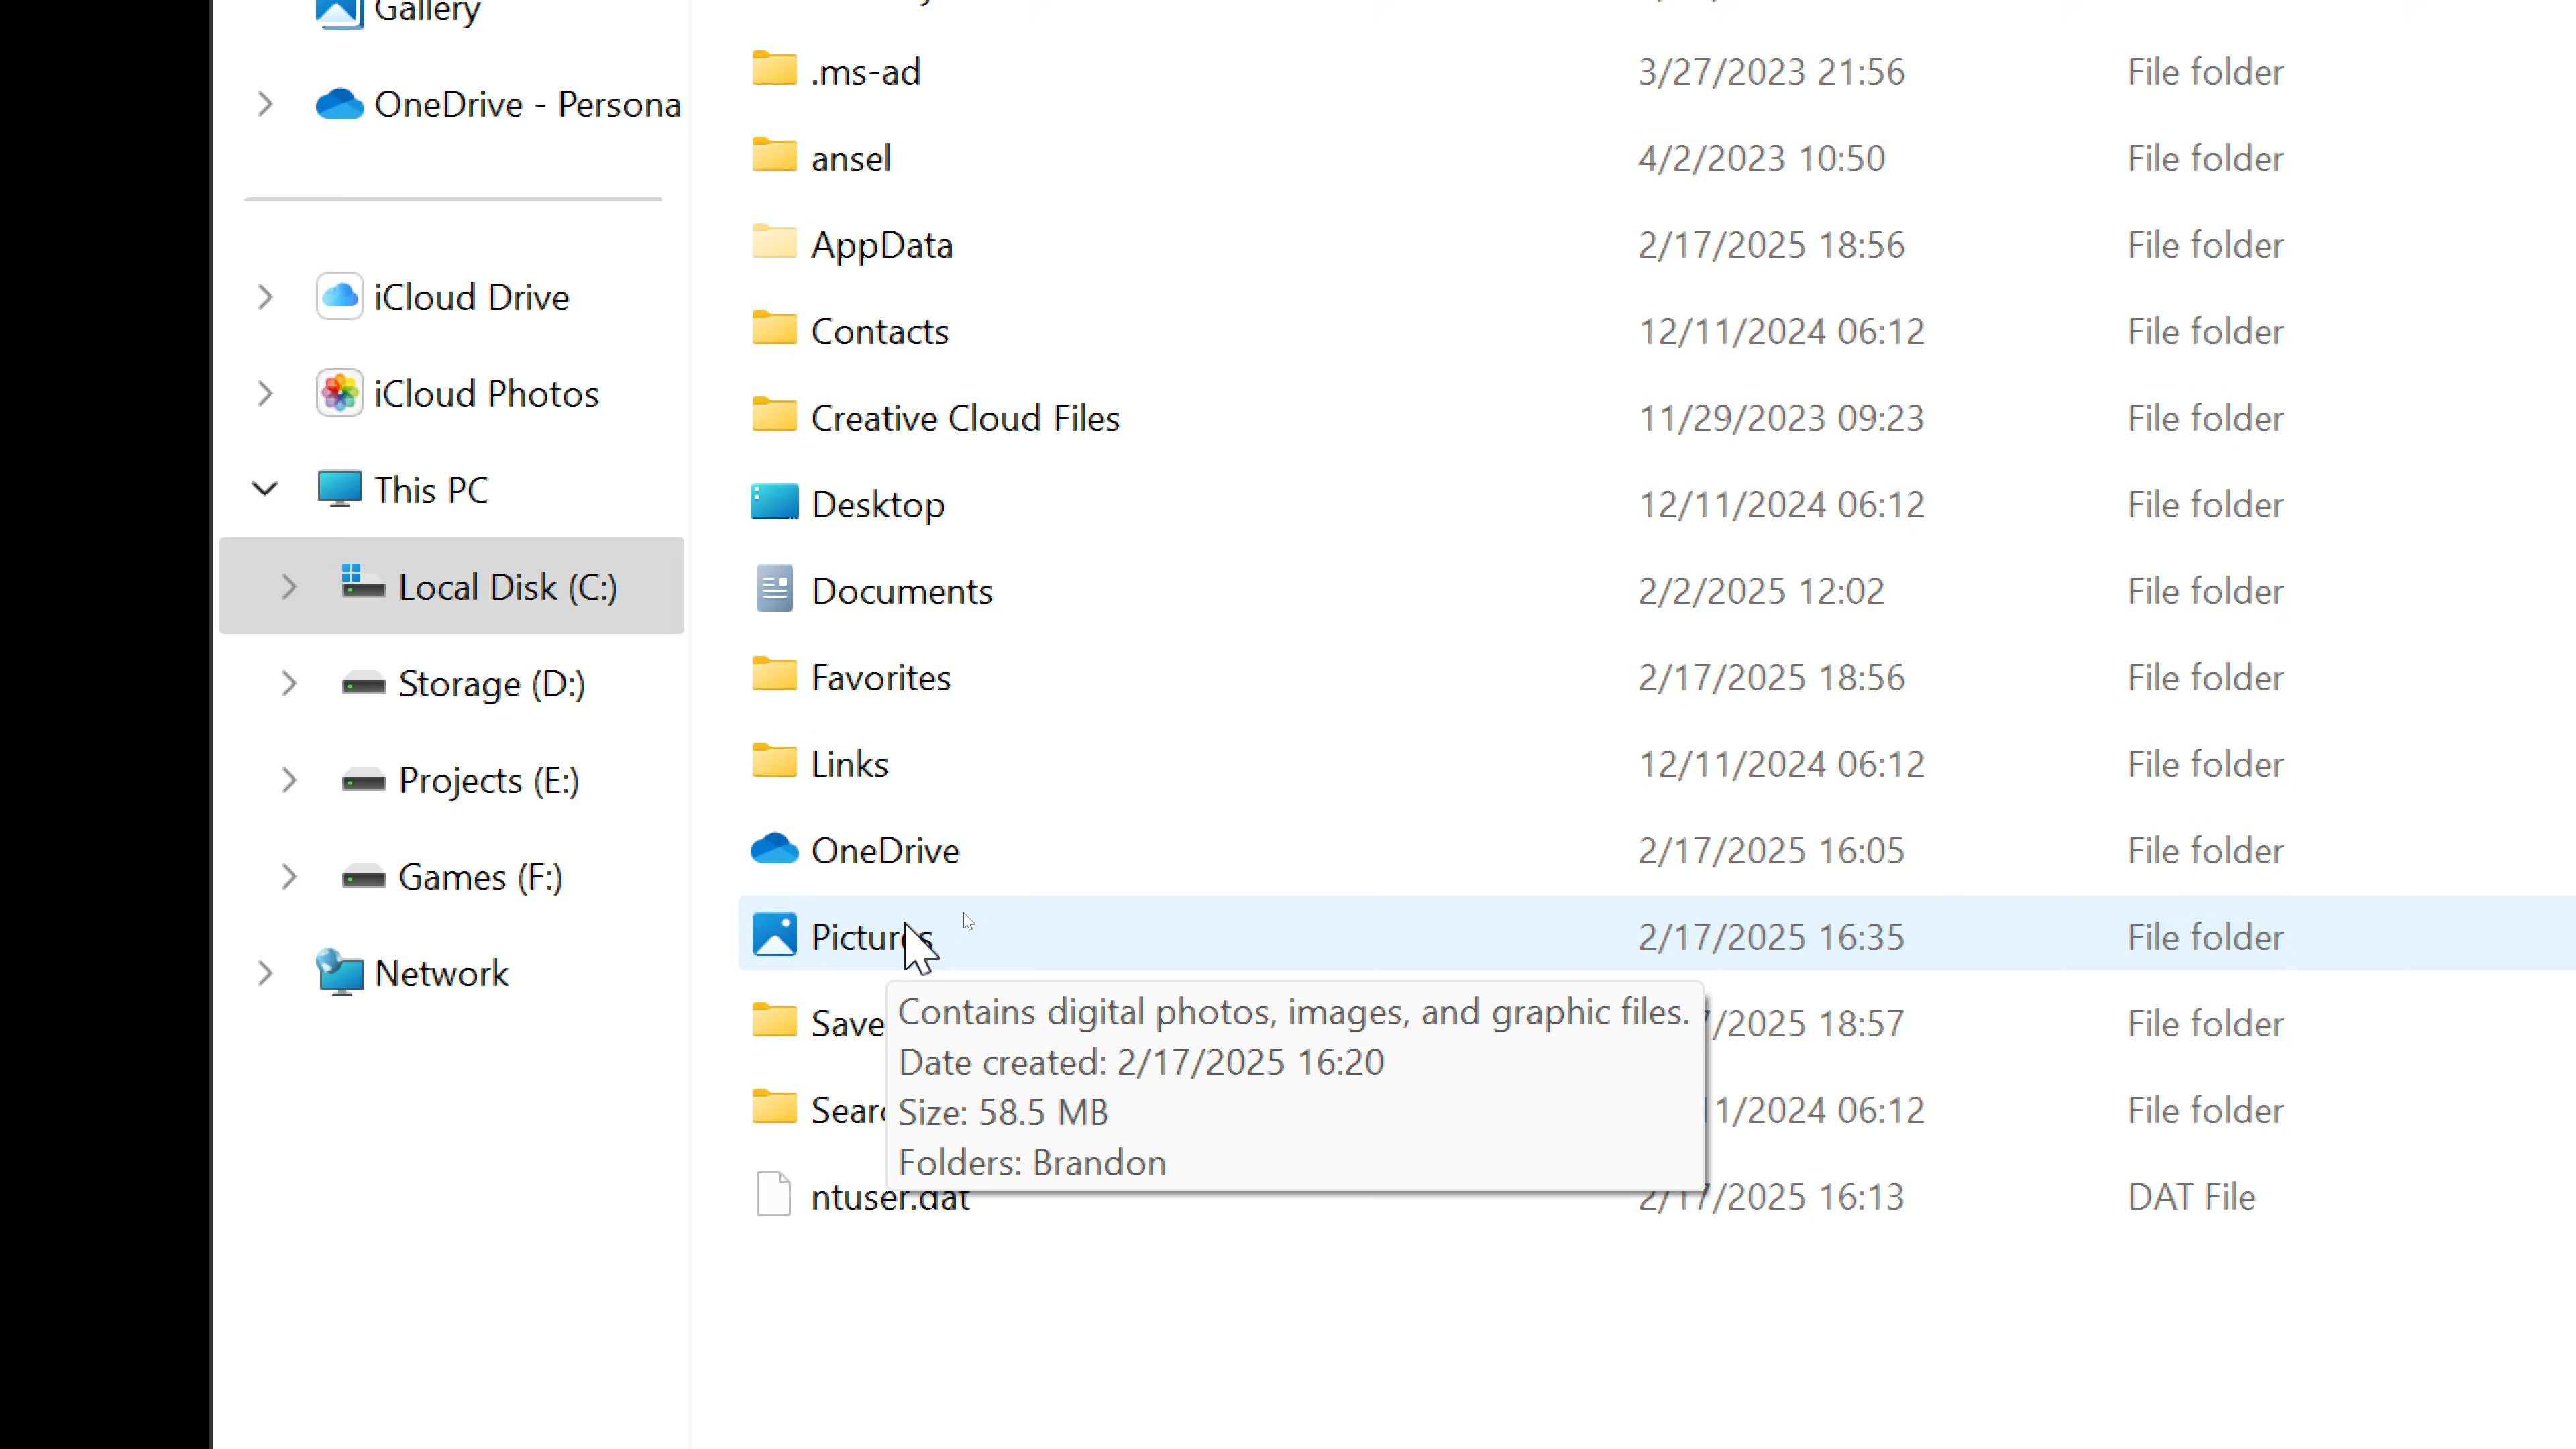 Gallery
OneDrive - Persona
iCloud Drive
iCloud Photos
This PC
Local Disk (C:)
Storage (D:)
Projects (E:)
Games (F:)
Network
.ms-ad 3/27/2023 21:56 File folder
ansel 4/2/2023 10:50 File folder
AppData 2/17/2025 18:56 File folder
Contacts 12/11/2024 06:12 File folder
Creative Cloud Files 11/29/2023 09:23 File folder
Desktop 12/11/2024 06:12 File folder
Documents 2/2/2025 12:02 File folder
Favorites 2/17/2025 18:56 File folder
Links 12/11/2024 06:12 File folder
OneDrive 2/17/2025 16:05 File folder
Pictures 2/17/2025 16:35 File folder
Save 7/2025 18:57 File folder
Sear 11/2024 06:12 File folder
ntuser.dat 2/17/2025 16:13 DAT File
Contains digital photos, images, and graphic files.
Date created: 2/17/2025 16:20
Size: 58.5 MB
Folders: Brandon